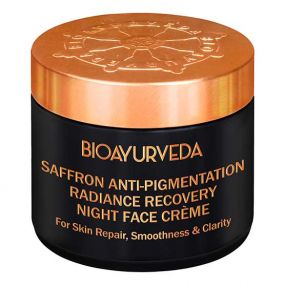 BIOAYURVEDA
SAFFRON ANTI-PIGMENTATION
RADIANCE RECOVERY
NIGHT FACE CRÈME
For Skin Repair, Smoothness & Clarity